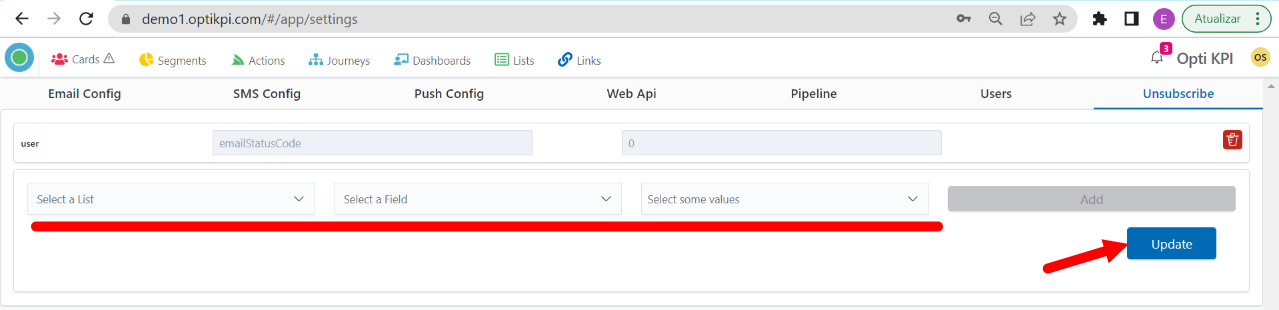 demo1.optikpi.com/#/app/settings
E
Atualizar
Cards
Segments
Actions
Journeys
Dashboards
Lists
Links
3
Opti KPI
OS
Email Config
SMS Config
Push Config
Web Api
Pipeline
Users
Unsubscribe
user
emailStatusCode
0
Select a List
Select a Field
Select some values
Add
Update